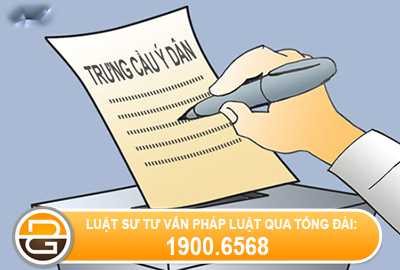 TRƯNG CẦU Ý DÂN
LUẬT SƯ TƯ VẤN PHÁP LUẬT QUA TỔNG ĐÀI:
1900.6568